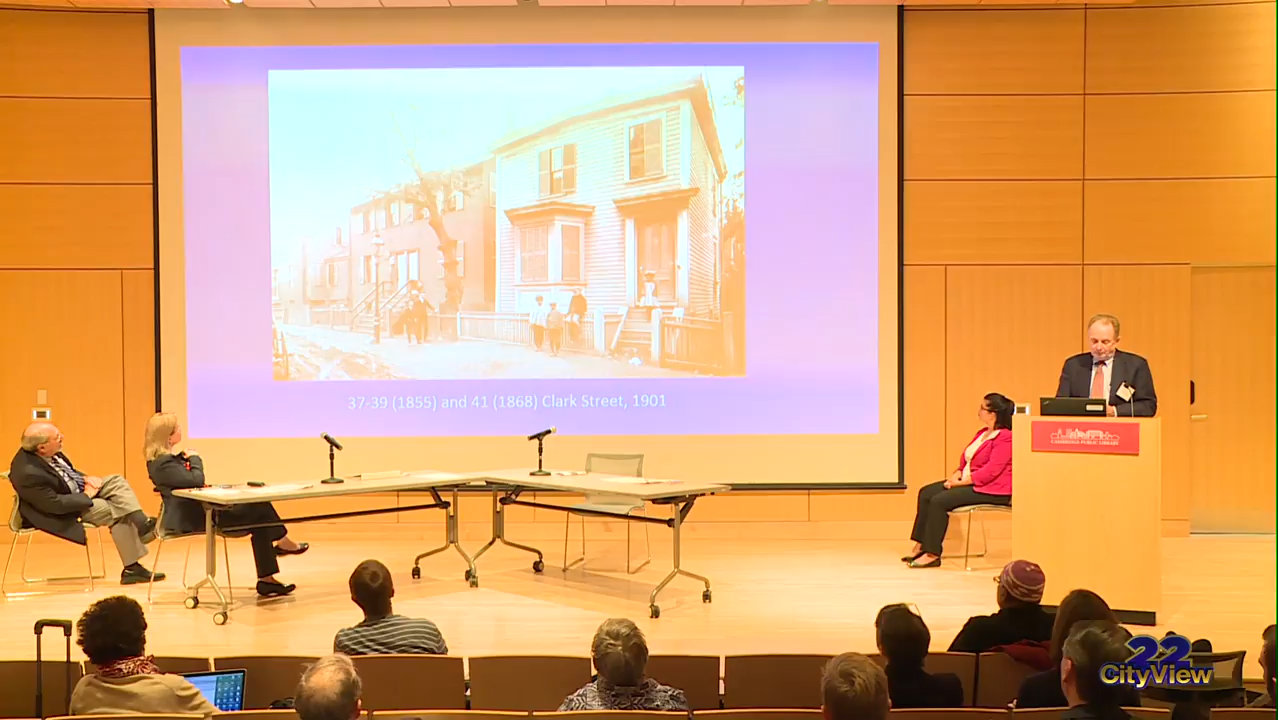 37-39 (1855) and 41 (1868) Clark Street, 1901
CAMBRIDGE PUBLIC LIBRARY
22
CityView